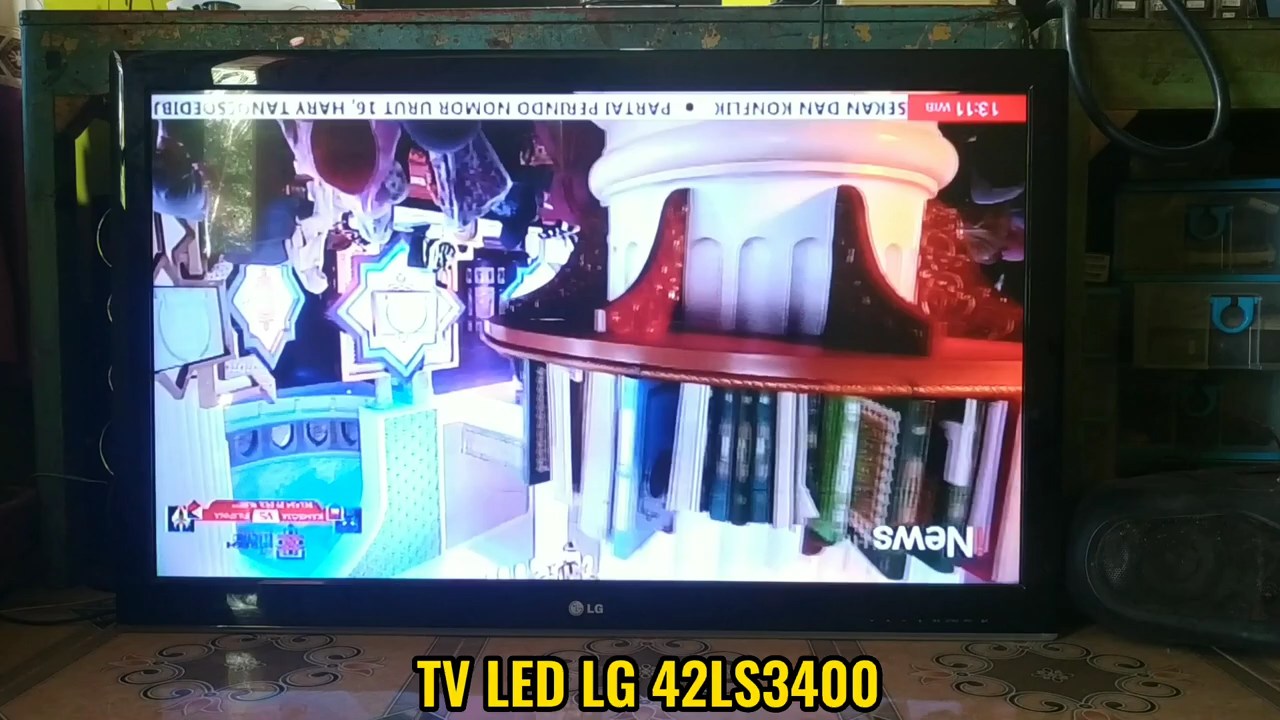 13:11 WIB SEKAN DAN KONFLIK • PARTAI PERINDO NOMOR URUT 16, HARY TANOESOEDIBJ
News
VS
LG
TV LED LG 42LS3400